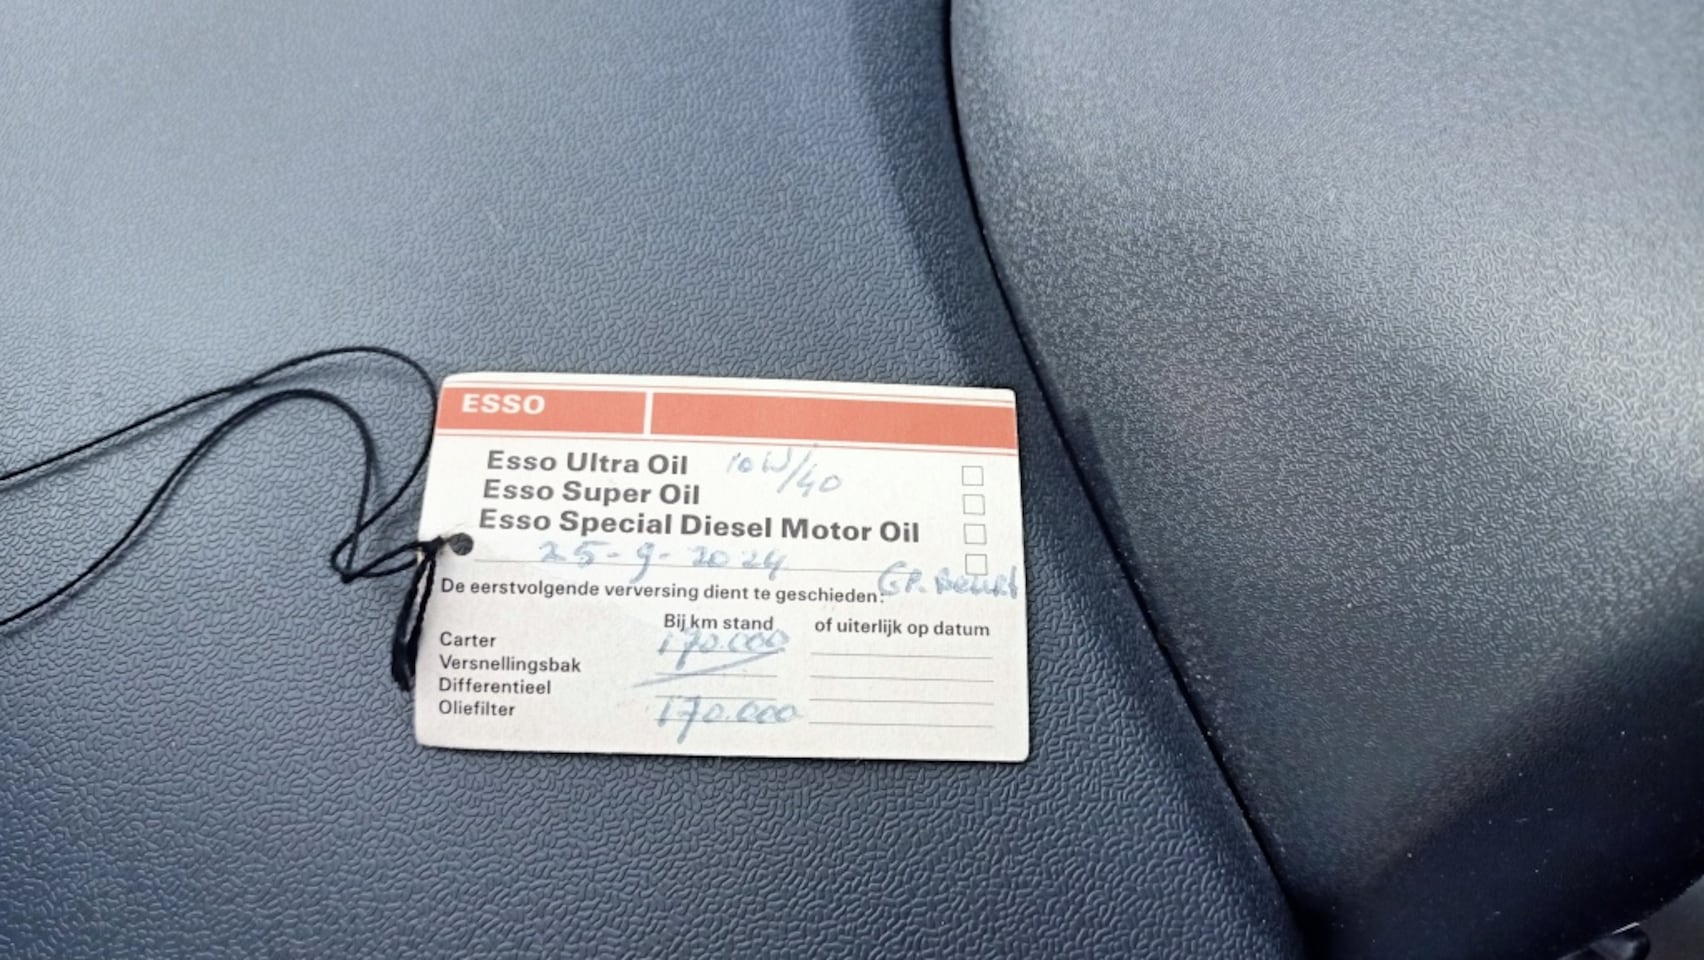 ESSO
Esso Ultra Oil 10W/40
Esso Super Oil
Esso Special Diesel Motor Oil
25-9-2024
De eerstvolgende verversing dient te geschieden:
Bij km stand of uiterlijk op datum
Carter 170.000
Versnellingsbak
Differentieel
Oliefilter 170.000